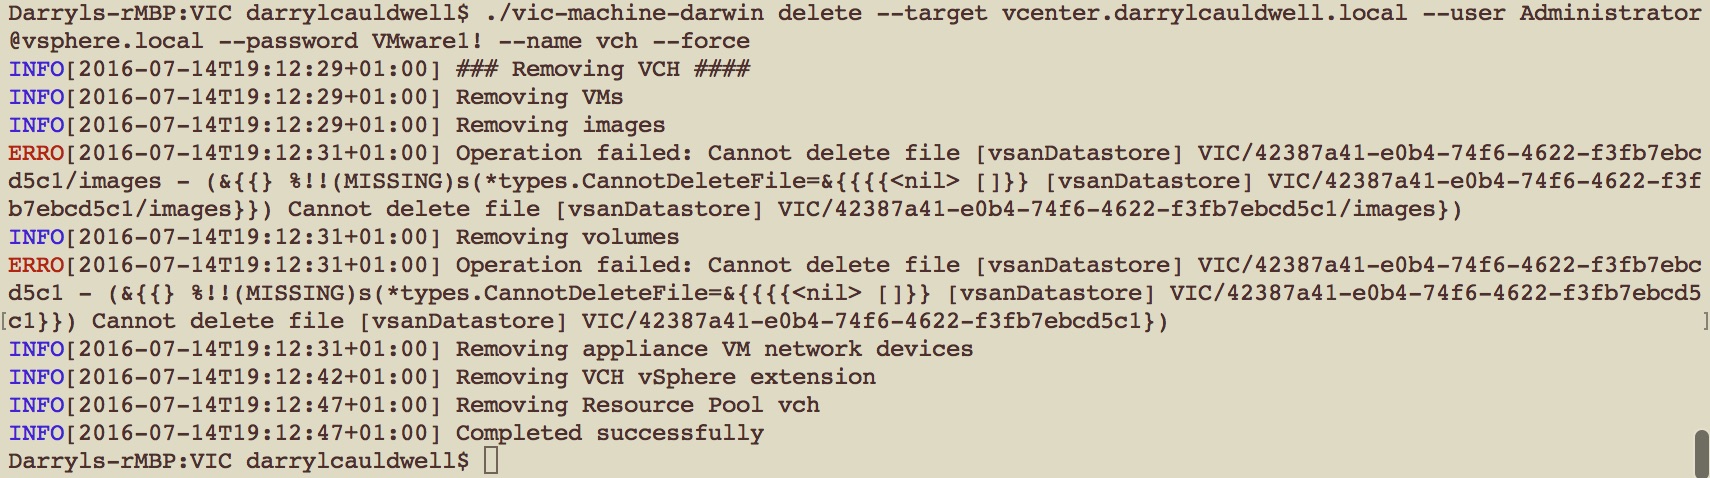 Darryls-rMBP:VIC darrylcauldwell$ ./vic-machine-darwin delete --target vcenter.darrylcauldwell.local --user Administrator
@vsphere.local --password VMware1! --name vch --force
INFO[2016-07-14T19:12:29+01:00] ### Removing VCH ####
INFO[2016-07-14T19:12:29+01:00] Removing VMs
INFO[2016-07-14T19:12:29+01:00] Removing images
ERRO[2016-07-14T19:12:31+01:00] Operation failed: Cannot delete file [vsanDatastore] VIC/42387a41-e0b4-74f6-4622-f3fb7ebc
d5c1/images - (&{{} %!!(MISSING)s(*types.CannotDeleteFile=&{{{{<nil> []}} [vsanDatastore] VIC/42387a41-e0b4-74f6-4622-f3f
b7ebcd5c1/images}}) Cannot delete file [vsanDatastore] VIC/42387a41-e0b4-74f6-4622-f3fb7ebcd5c1/images})
INFO[2016-07-14T19:12:31+01:00] Removing volumes
ERRO[2016-07-14T19:12:31+01:00] Operation failed: Cannot delete file [vsanDatastore] VIC/42387a41-e0b4-74f6-4622-f3fb7ebc
d5c1 - (&{{} %!!(MISSING)s(*types.CannotDeleteFile=&{{{{<nil> []}} [vsanDatastore] VIC/42387a41-e0b4-74f6-4622-f3fb7ebcd5
[c1}}) Cannot delete file [vsanDatastore] VIC/42387a41-e0b4-74f6-4622-f3fb7ebcd5c1}) ]
INFO[2016-07-14T19:12:31+01:00] Removing appliance VM network devices
INFO[2016-07-14T19:12:42+01:00] Removing VCH vSphere extension
INFO[2016-07-14T19:12:47+01:00] Removing Resource Pool vch
INFO[2016-07-14T19:12:47+01:00] Completed successfully
Darryls-rMBP:VIC darrylcauldwell$